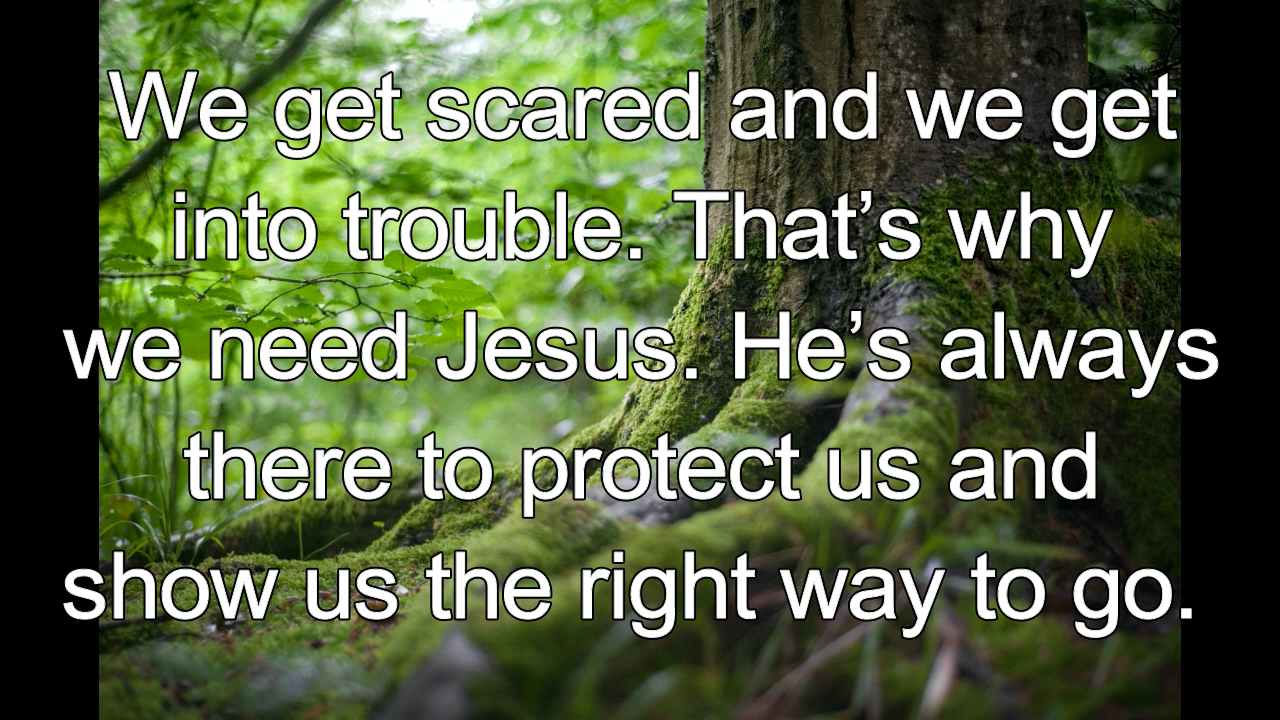 We get scared and we get
into trouble. That’s why
we need Jesus. He’s always
there to protect us and
show us the right way to go.